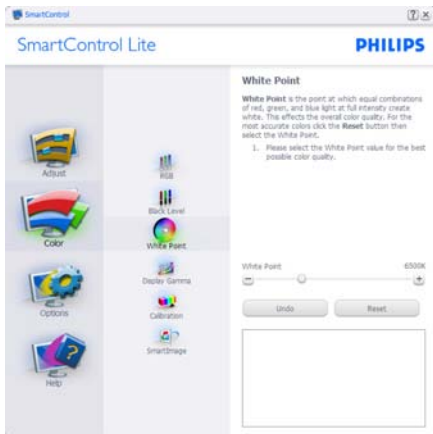 SmartControl
SmartControl Lite
PHILIPS
Adjust
Color
Options
Help
RGB
Black Level
White Point
Display Gamma
Calibration
SmartImage
White Point
White Point is the point at which equal combinations
of red, green, and blue light at full intensity create
white. This effects the overall color quality. For the
most accurate colors click the Reset button then
select the White Point.
1. Please select the White Point value for the best
possible color quality.
White Point 6500K
Undo Reset